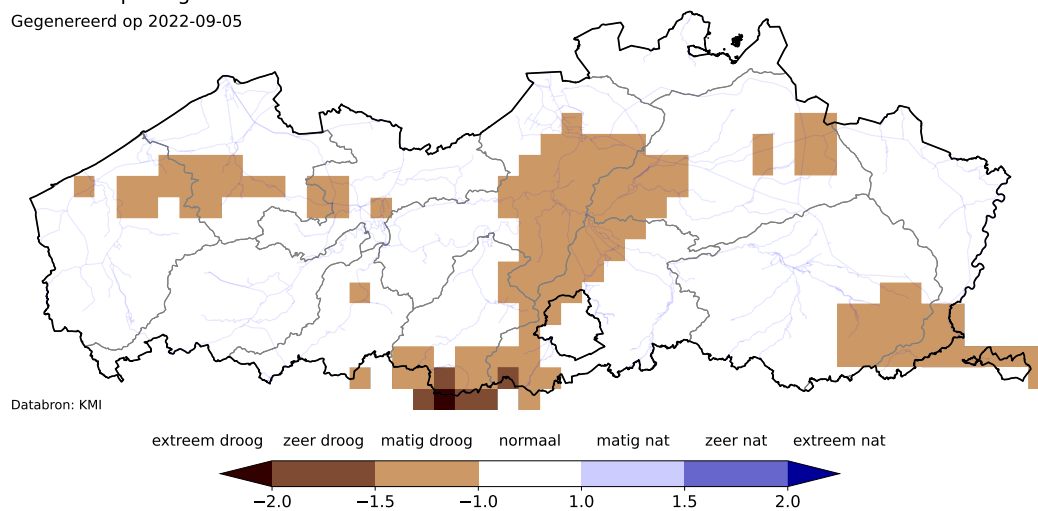 Gegenereerd op 2022-09-05
Databron: KMI
extreem droog zeer droog matig droog normaal matig nat zeer nat extreem nat
−2.0 −1.5 −1.0 1.0 1.5 2.0